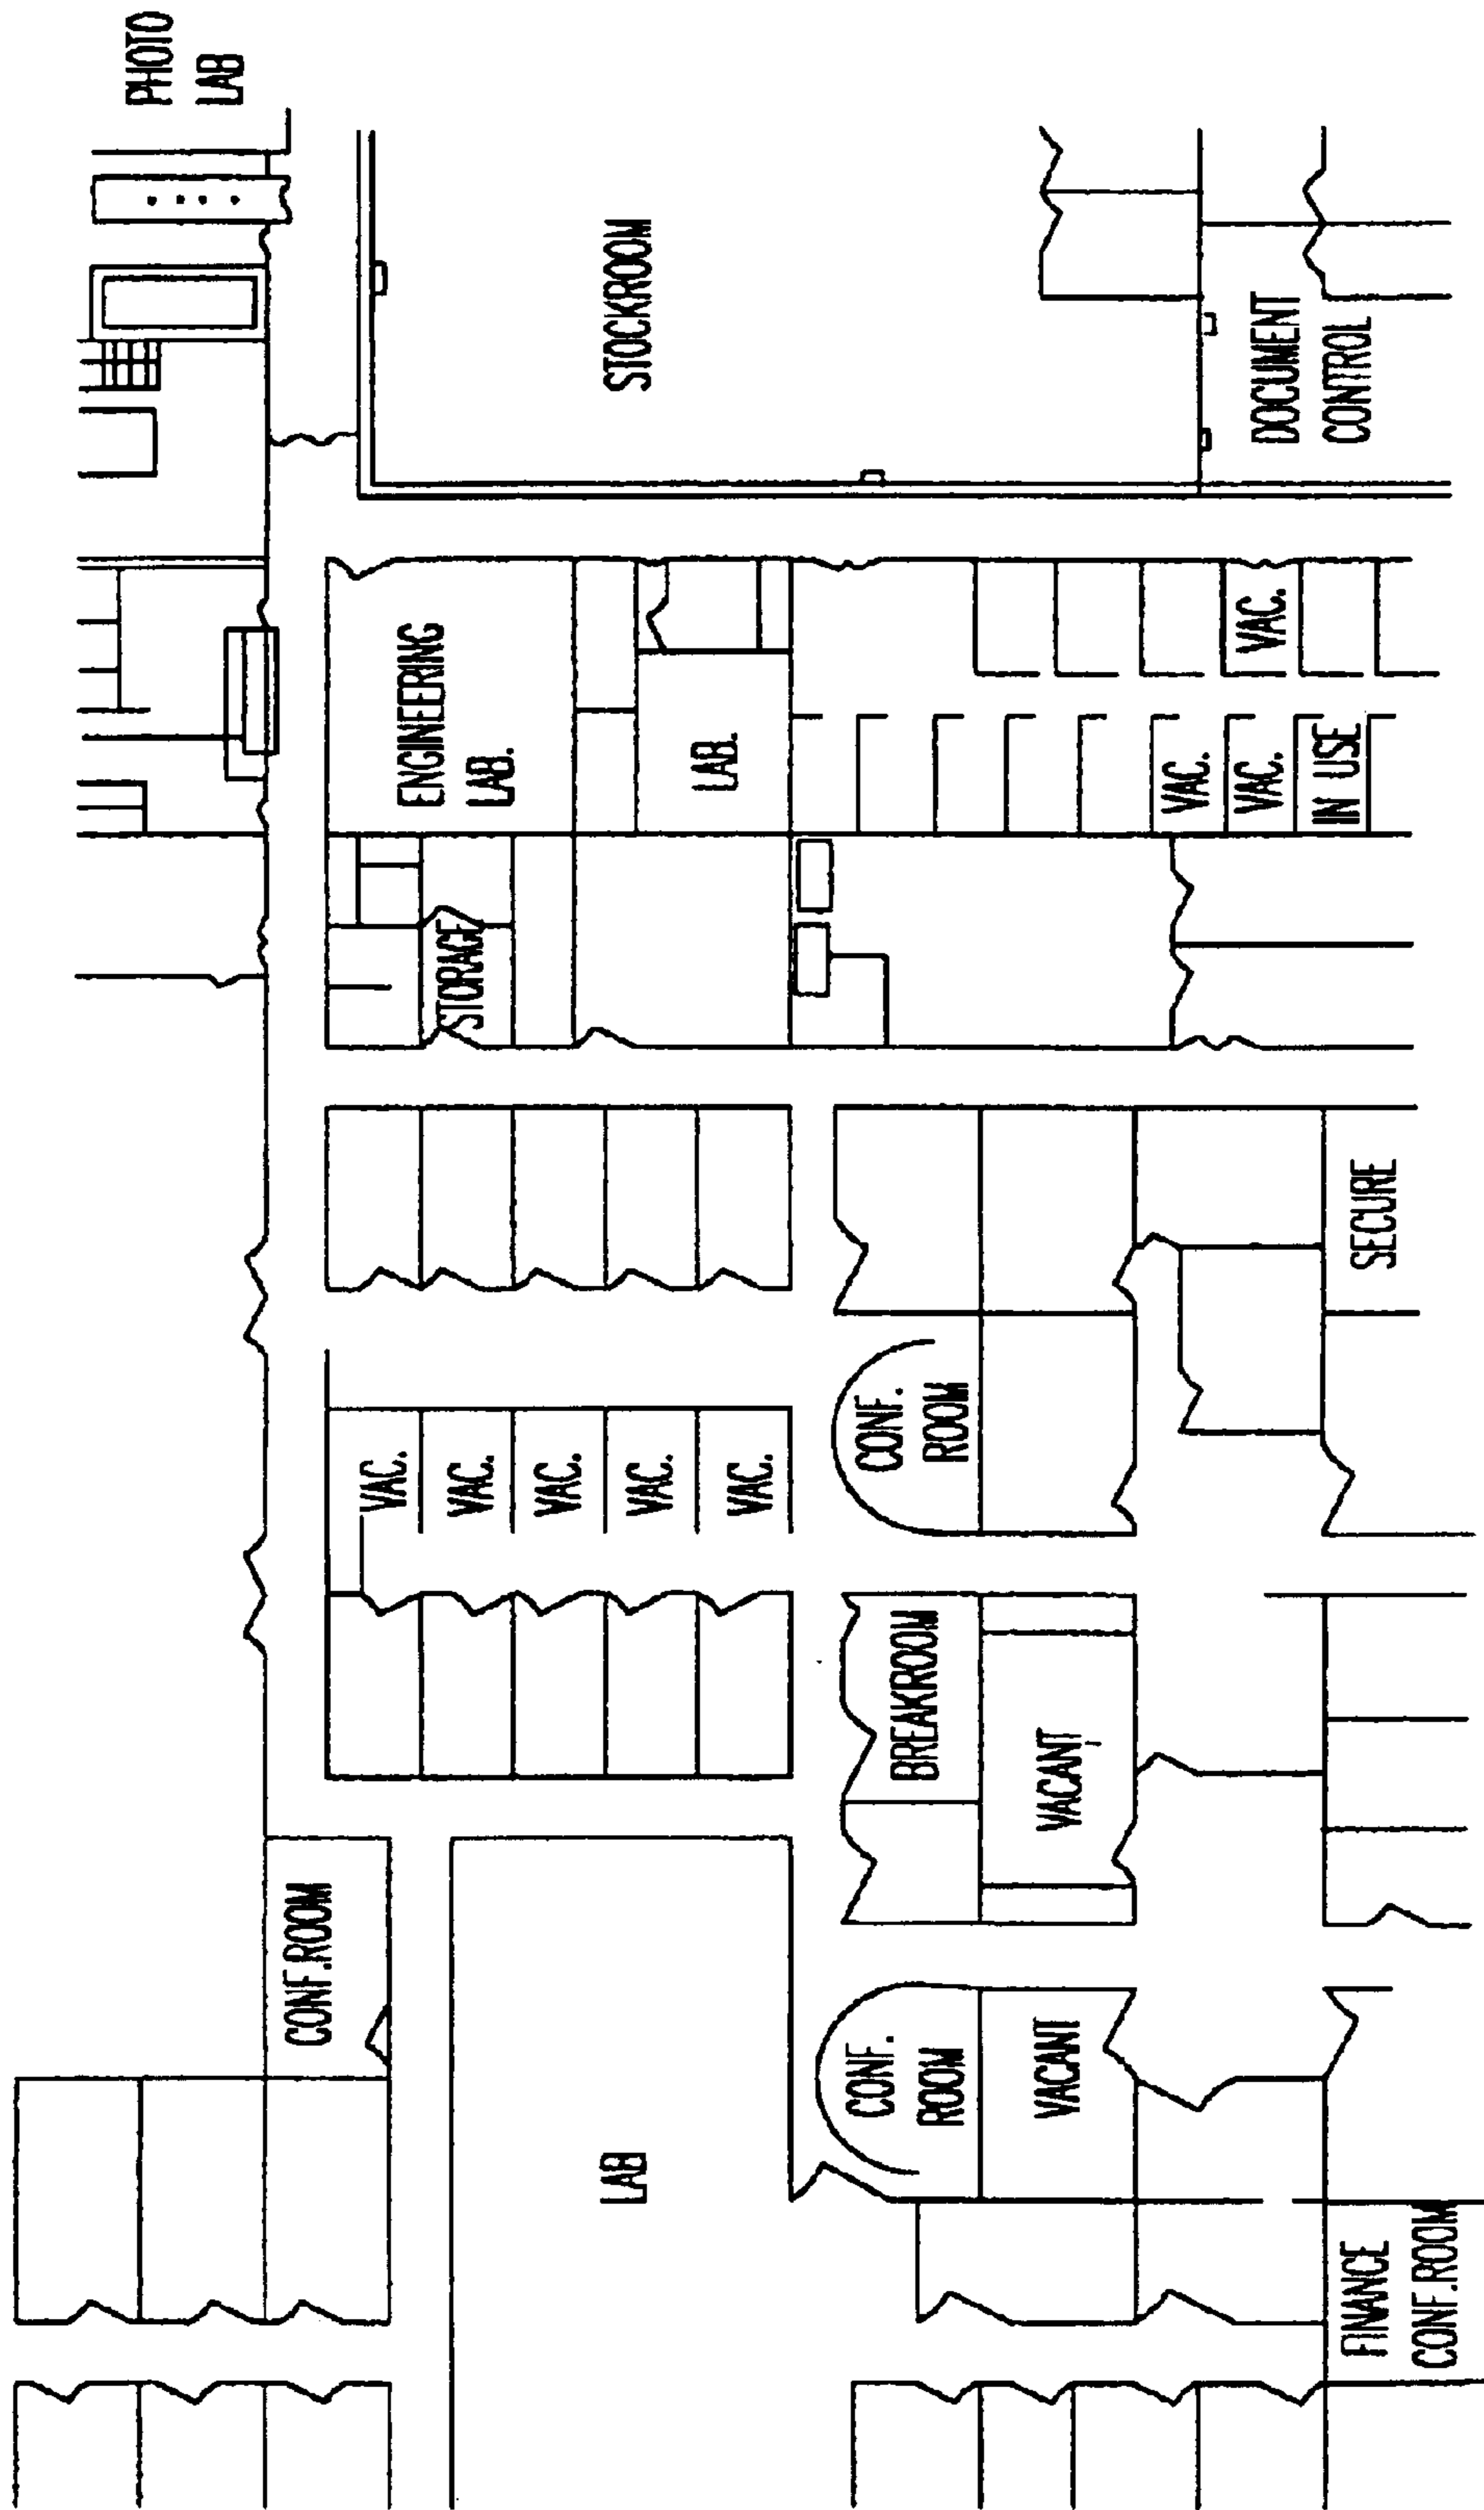 PHOTO
LAB
CONF.ROOM
VAC.
VAC.
VAC.
VAC.
VAC.
ENGINEERING
LAB.
STORAGE
LAB
LAB.
STOCKROOM
CONF.
ROOM
BREAKROOM
CONF.
ROOM
VACANT
VACANT
VAC.
VAC.
VAC.
IN USE
DOCUMENT
CONTROL
FINANCE
CONF.ROOM
SECURE